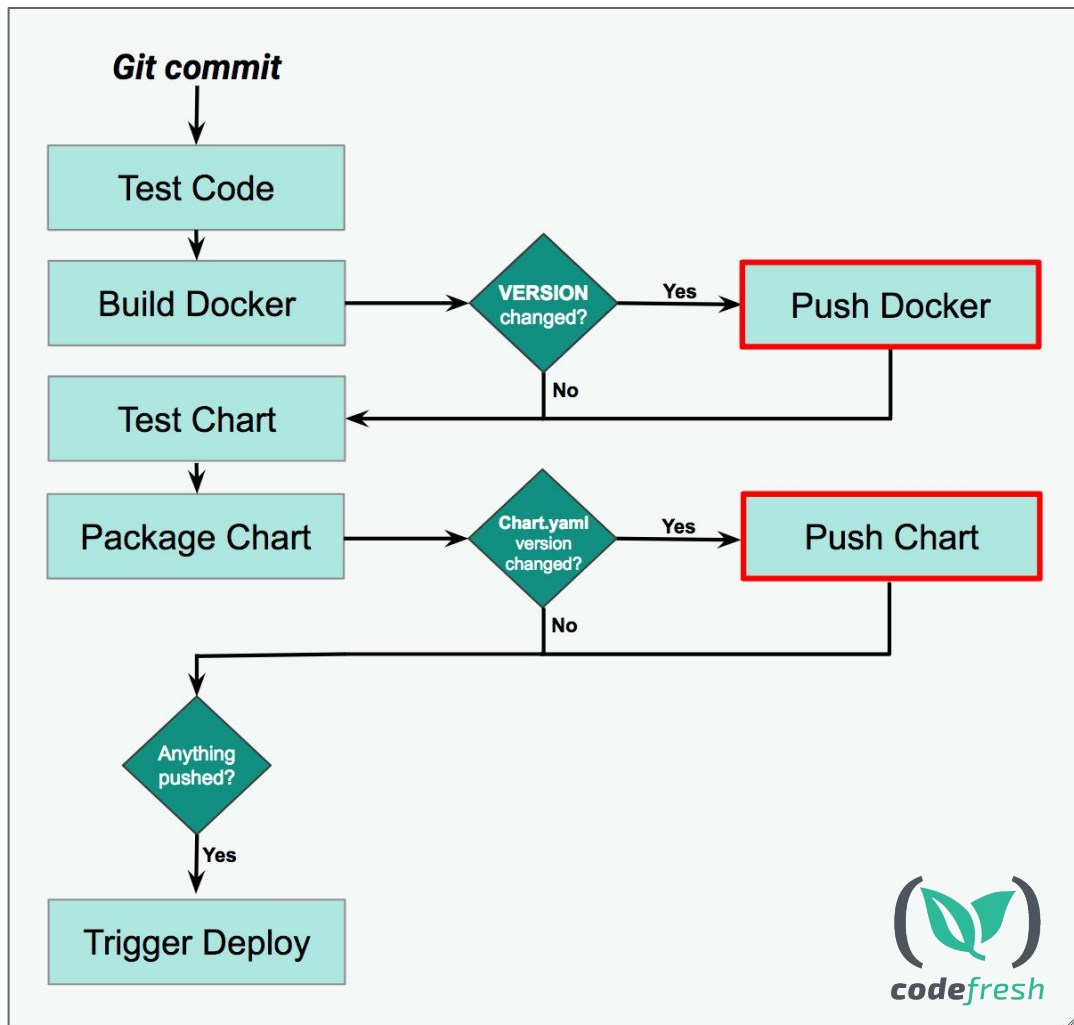 Git commit
Test Code
Build Docker
VERSION
changed?
Yes
Push Docker
No
Test Chart
Package Chart
Chart.yaml
version
changed?
Yes
Push Chart
No
Anything
pushed?
Yes
Trigger Deploy
codefresh